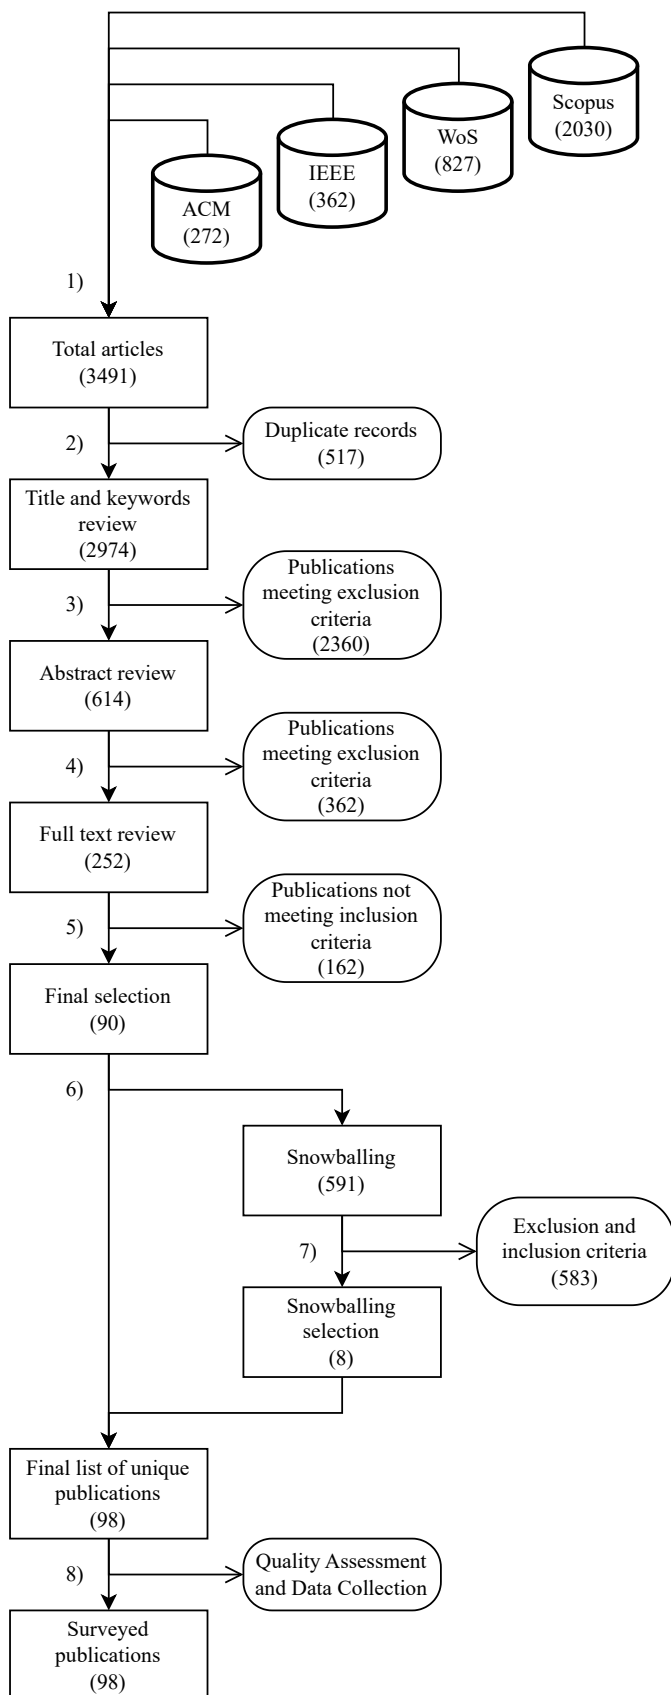 Scopus
(2030)
WoS
(827)
IEEE
(362)
ACM
(272)
1)
Total articles
(3491)
2)
Duplicate records
(517)
Title and keywords
review
(2974)
3)
Publications
meeting exclusion
criteria
(2360)
Abstract review
(614)
4)
Publications
meeting exclusion
criteria
(362)
Full text review
(252)
5)
Publications not
meeting inclusion
criteria
(162)
Final selection
(90)
6)
Snowballing
(591)
7)
Exclusion and
inclusion criteria
(583)
Snowballing
selection
(8)
Final list of unique
publications
(98)
8)
Quality Assessment
and Data Collection
Surveyed
publications
(98)